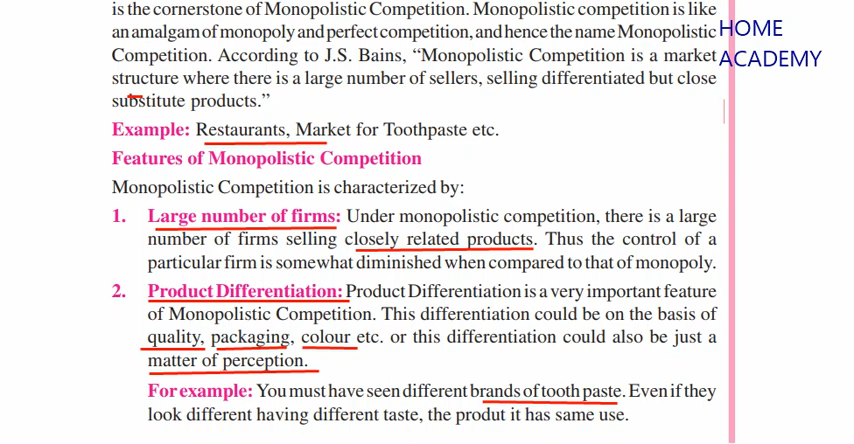 is the cornerstone of Monopolistic Competition. Monopolistic competition is like
an amalgam of monopoly and perfect competition, and hence the name Monopolistic
Competition. According to J.S. Bains, “Monopolistic Competition is a market
structure where there is a large number of sellers, selling differentiated but close
substitute products.”
Example: Restaurants, Market for Toothpaste etc.
Features of Monopolistic Competition
Monopolistic Competition is characterized by:
1. Large number of firms: Under monopolistic competition, there is a large
number of firms selling closely related products. Thus the control of a
particular firm is somewhat diminished when compared to that of monopoly.
2. Product Differentiation: Product Differentiation is a very important feature
of Monopolistic Competition. This differentiation could be on the basis of
quality, packaging, colour etc. or this differentiation could also be just a
matter of perception.
For example: You must have seen different brands of tooth paste. Even if they
look different having different taste, the produt it has same use.
HOME
ACADEMY